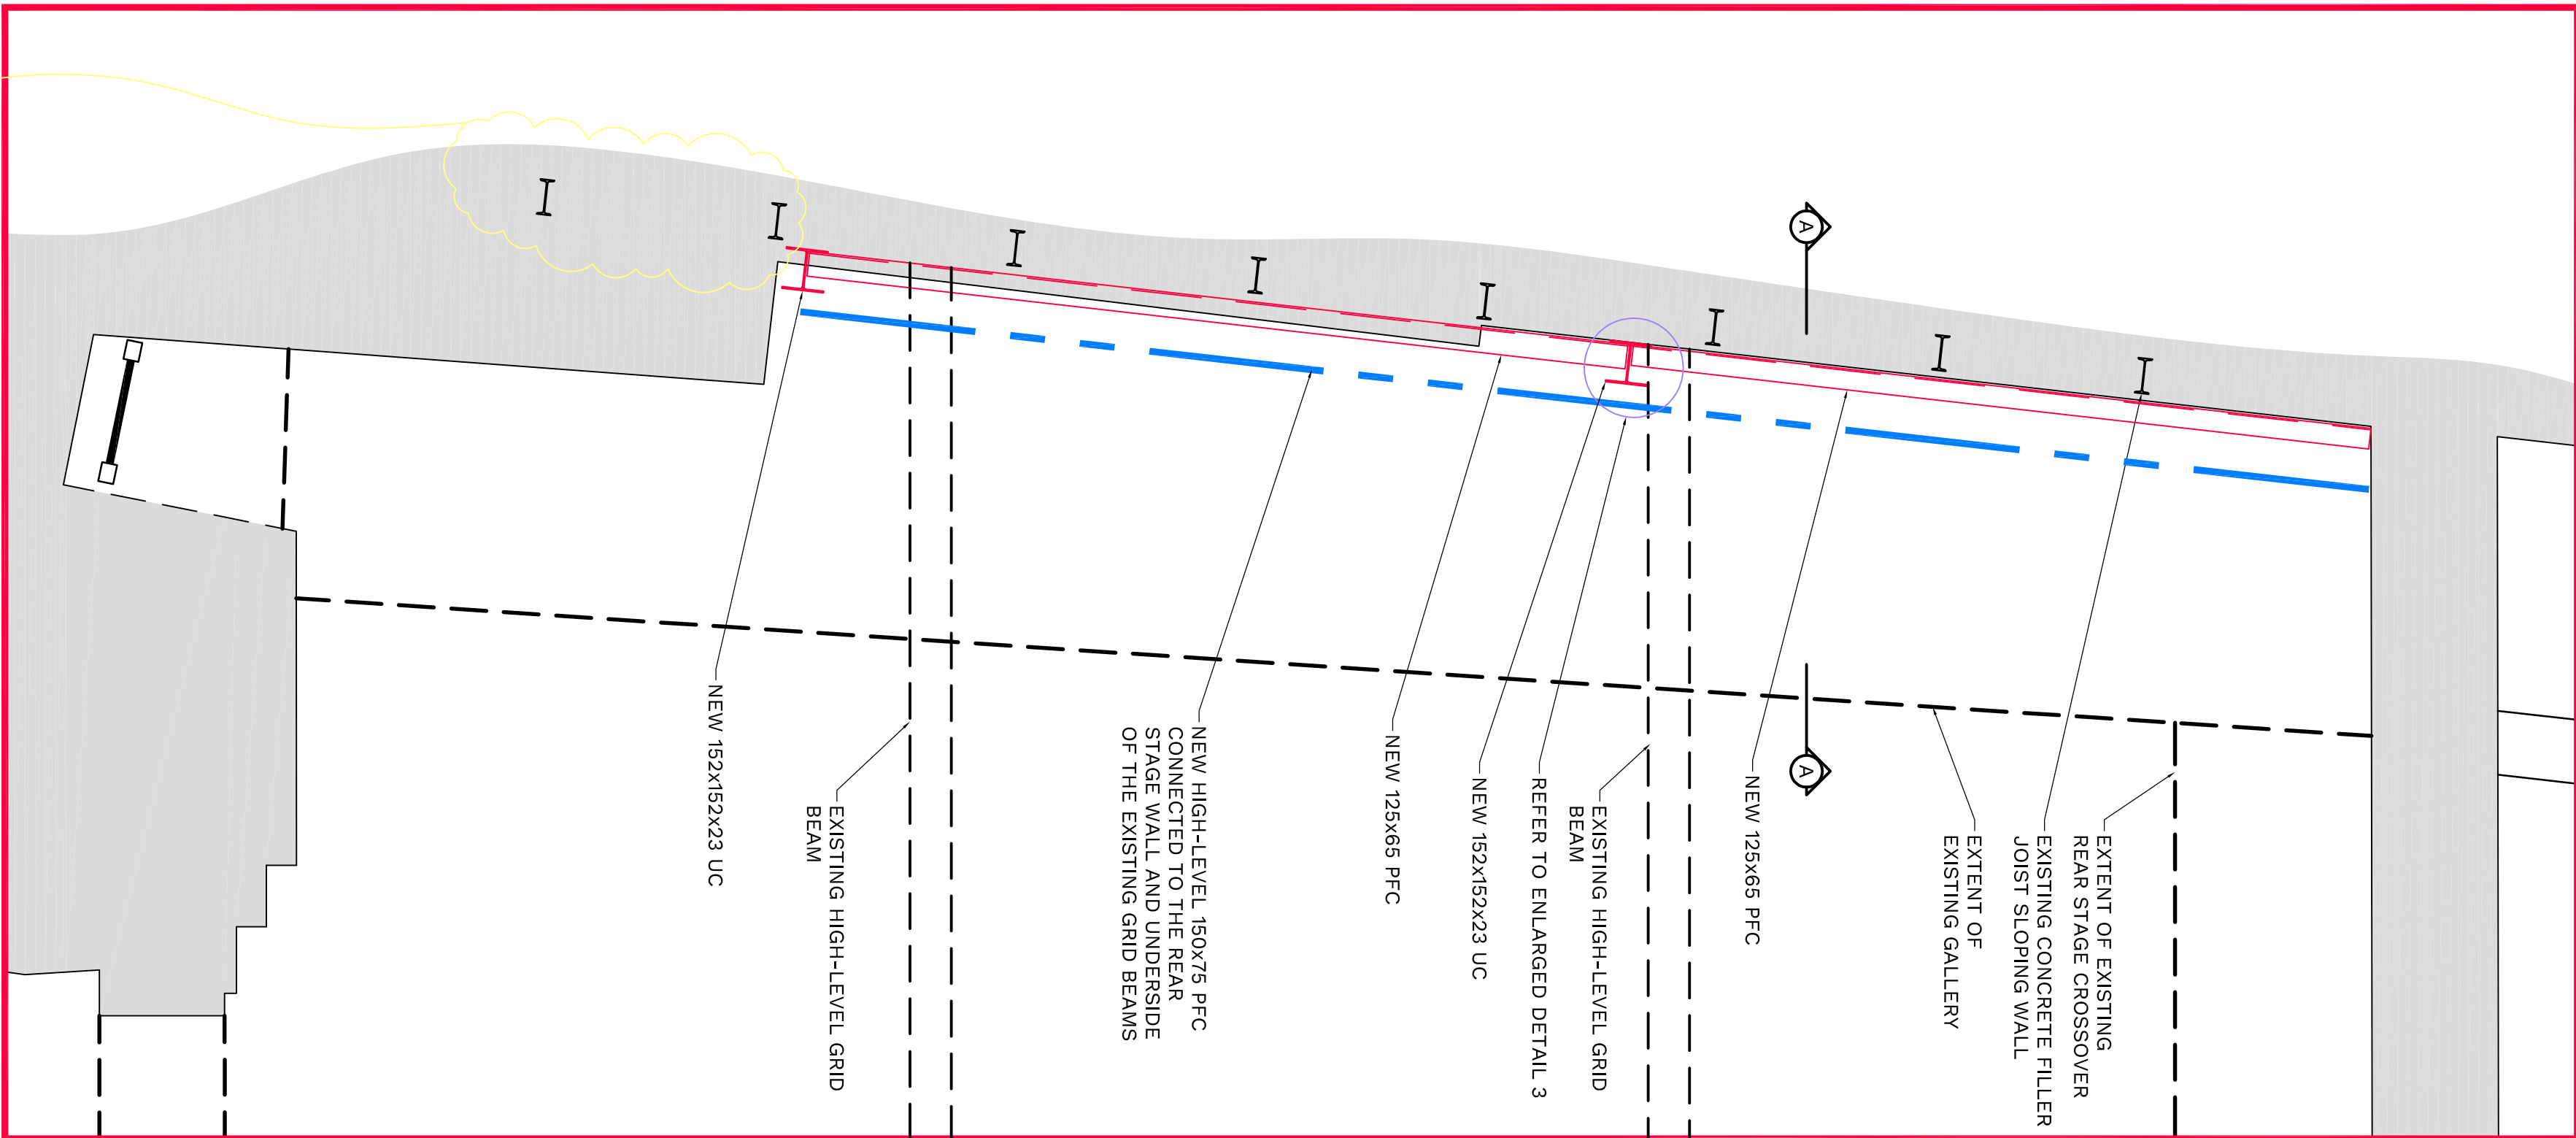 A
A
NEW 152x152x23 UC
EXISTING HIGH-LEVEL GRID
BEAM
NEW HIGH-LEVEL 150x75 PFC
CONNECTED TO THE REAR
STAGE WALL AND UNDERSIDE
OF THE EXISTING GRID BEAMS
NEW 125x65 PFC
NEW 152x152x23 UC
REFER TO ENLARGED DETAIL 3
EXISTING HIGH-LEVEL GRID
BEAM
NEW 125x65 PFC
EXTENT OF
EXISTING GALLERY
EXISTING CONCRETE FILLER
JOIST SLOPING WALL
EXTENT OF EXISTING
REAR STAGE CROSSOVER